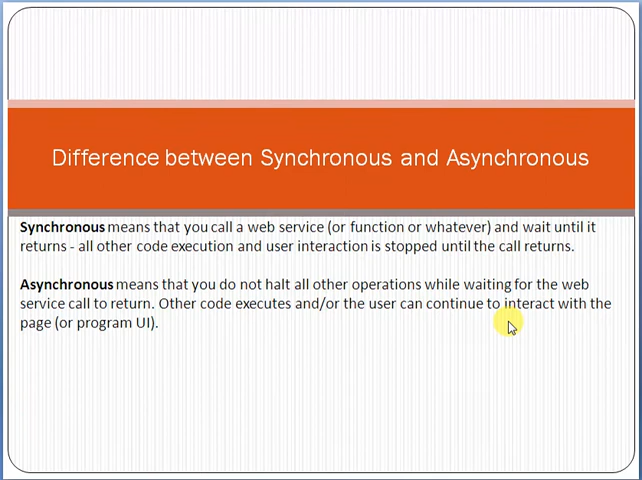 Difference between Synchronous and Asynchronous
Synchronous means that you call a web service (or function or whatever) and wait until it
returns - all other code execution and user interaction is stopped until the call returns.
Asynchronous means that you do not halt all other operations while waiting for the web
service call to return. Other code executes and/or the user can continue to interact with the
page (or program UI).